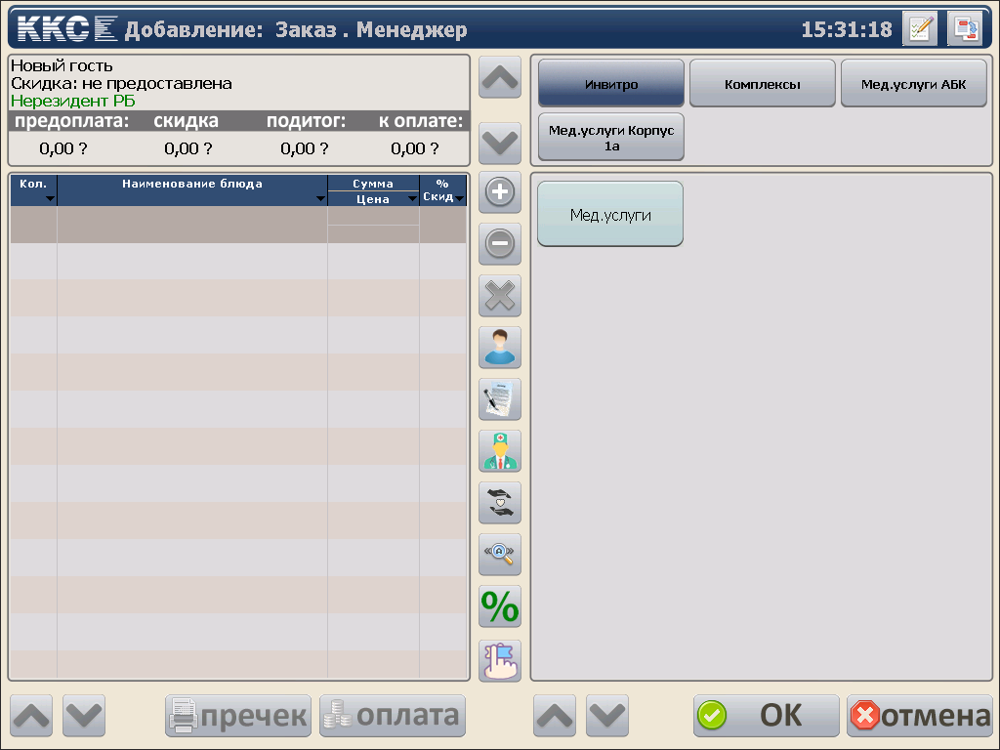 ККСЕ Добавление: Заказ . Менеджер 15:31:18
Новый гость
Скидка: не предоставлена
Нерезидент РБ
предоплата: скидка подитог: к оплате:
0,00 ? 0,00 ? 0,00 ? 0,00 ?
Кол. Наименование блюда Сумма Цена % Скид
Инвитро Комплексы Мед.услуги АБК
Мед.услуги Корпус
1а
Мед.услуги
%
пречек оплата OK отмена